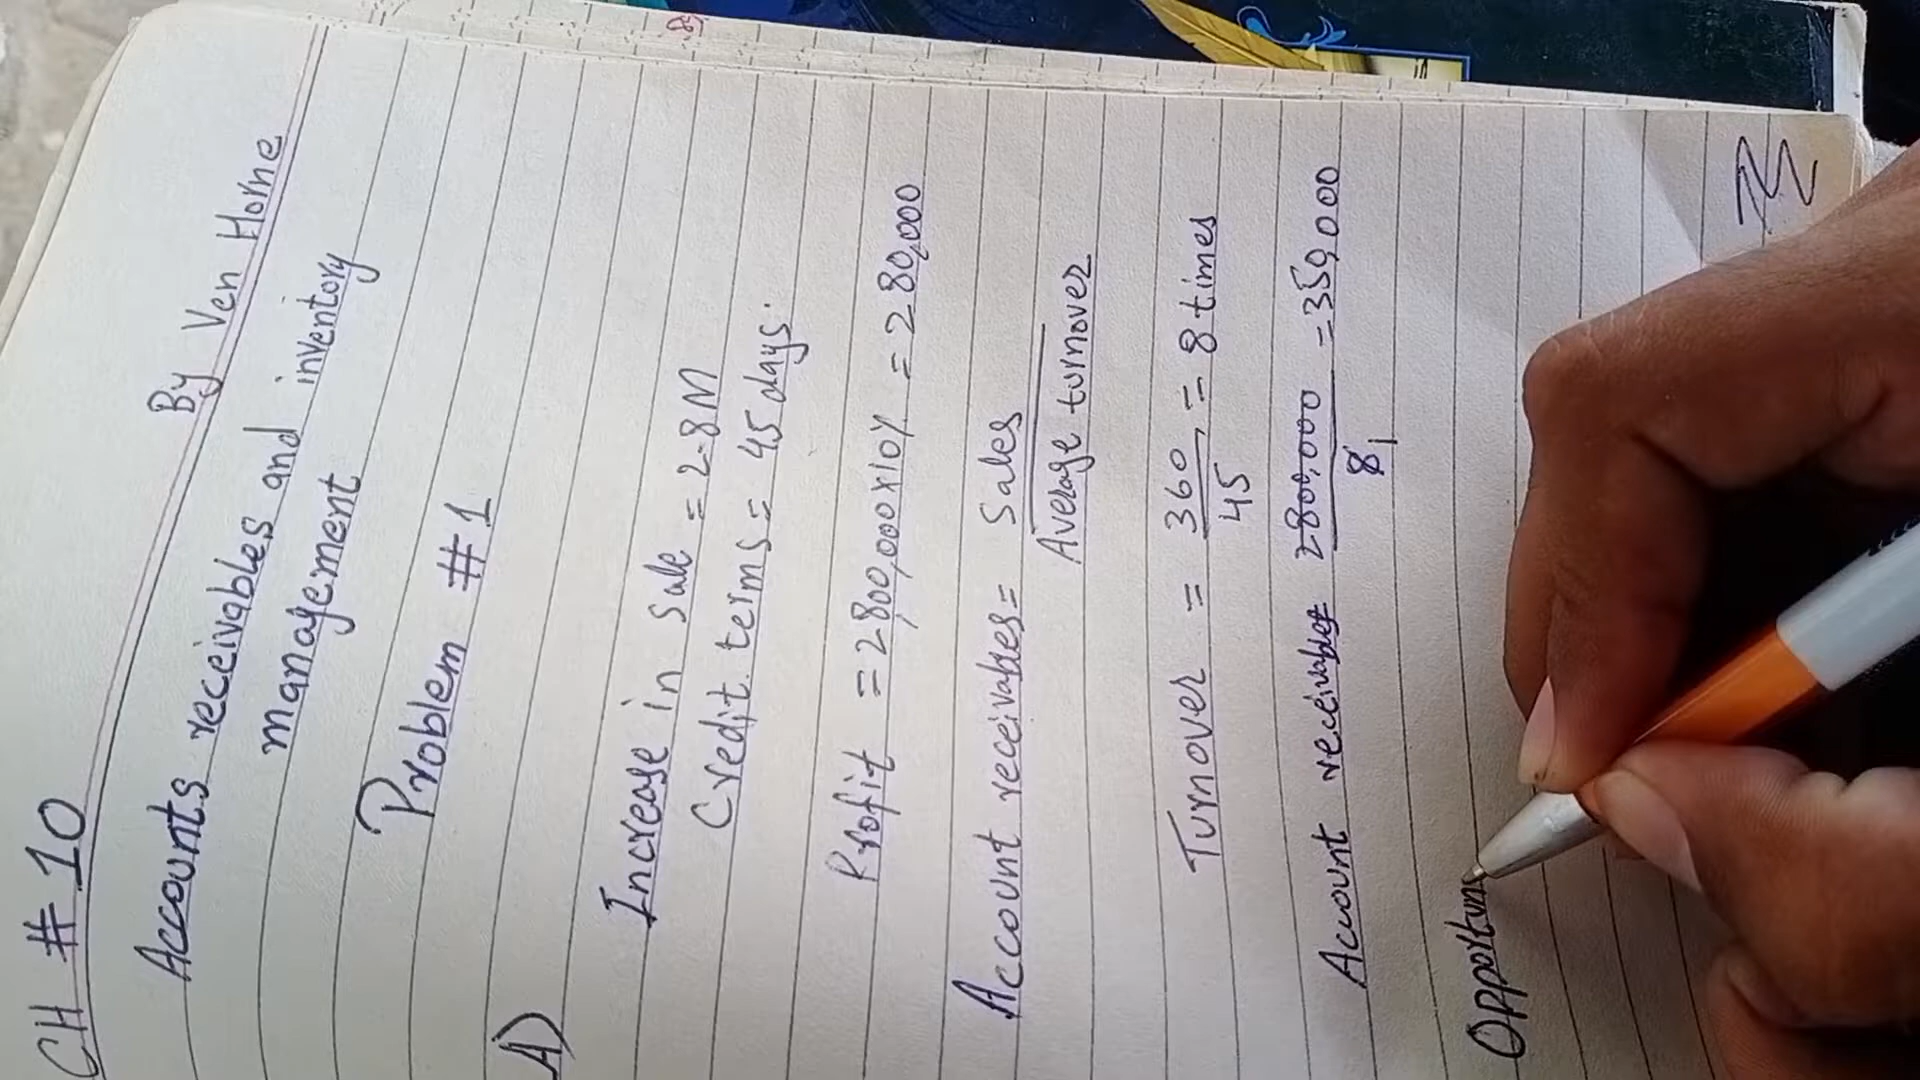 CH # 10
By Ven Horne
Accounts receivables and inventory
management
Problem # 1
A)
Increase in sale = 2.8M
Credit terms = 45 days.
Profit = 2800,000x10% = 280,000
Account receivables = Sales
Average turnover
Turnover = 360 = 8 times
45
Account receivables 2800,000 = 350,000
8
Opportun